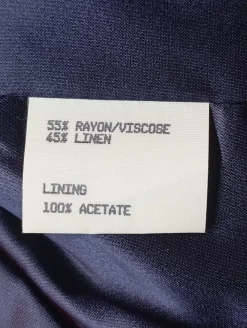 55% RAYON/VISCOSE
45% LINEN
LINING
100% ACETATE